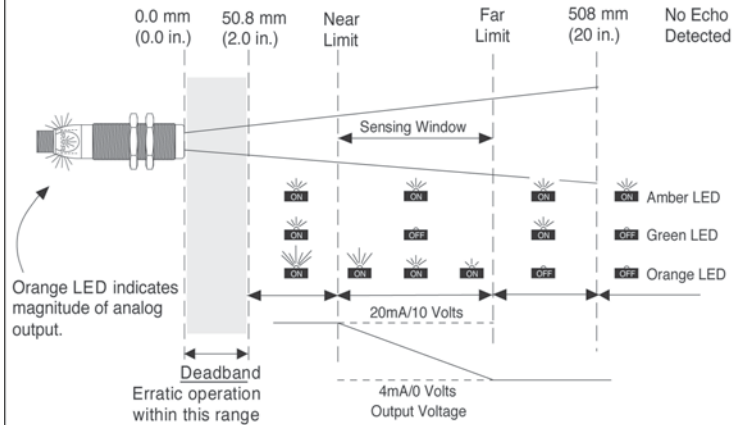 0.0 mm
(0.0 in.)
50.8 mm
(2.0 in.)
Near
Limit
Far
Limit
508 mm
(20 in.)
No Echo
Detected
Sensing Window
ON
ON
ON
ON
Amber LED
ON
OFF
ON
OFF
Green LED
ON
ON
ON
ON
OFF
OFF
Orange LED
Orange LED indicates
magnitude of analog
output.
20mA/10 Volts
Deadband
Erratic operation
within this range
4mA/0 Volts
Output Voltage